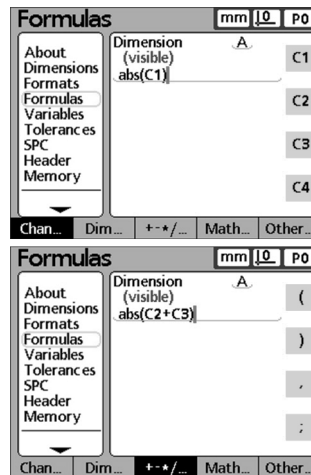 Formulas mm 0 P0
About
Dimensions
Formats
Formulas
Variables
Tolerances
SPC
Header
Memory
Dimension A
(visible)
abs(C1)
C1
C2
C3
C4
Chan... Dim... +-*/... Math... Other...
Formulas mm 0 P0
About
Dimensions
Formats
Formulas
Variables
Tolerances
SPC
Header
Memory
Dimension A
(visible)
abs(C2+C3)
(
)
,
;
Chan... Dim... +-*/... Math... Other...